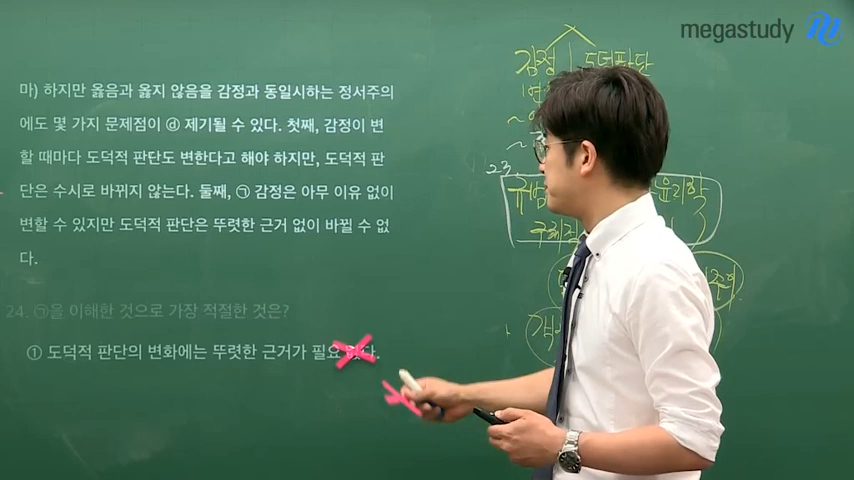 megastudy
마) 하지만 옳음과 옳지 않음을 감정과 동일시하는 정서주의
에도 몇 가지 문제점이 ⓓ 제기될 수 있다. 첫째, 감정이 변
할 때마다 도덕적 판단도 변한다고 해야 하지만, 도덕적 판
단은 수시로 바뀌지 않는다. 둘째, ㉠ 감정은 아무 이유 없이
변할 수 있지만 도덕적 판단은 뚜렷한 근거 없이 바뀔 수 없
다.
24. ㉠을 이해한 것으로 가장 적절한 것은?
① 도덕적 판단의 변화에는 뚜렷한 근거가 필요 없다.
감정 도덕판단
23
윤리학